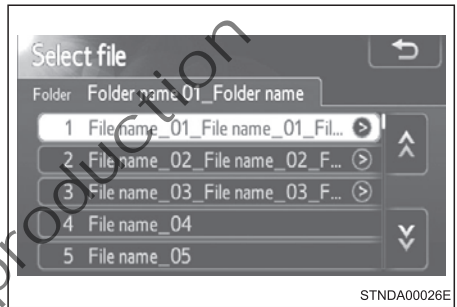 Select file
Folder Folder name 01_Folder name
1 File name_01_File name_01_Fil...
2 File name_02_File name_02_F...
3 File name_03_File name_03_F...
4 File name_04
5 File name_05
production
STNDA00026E